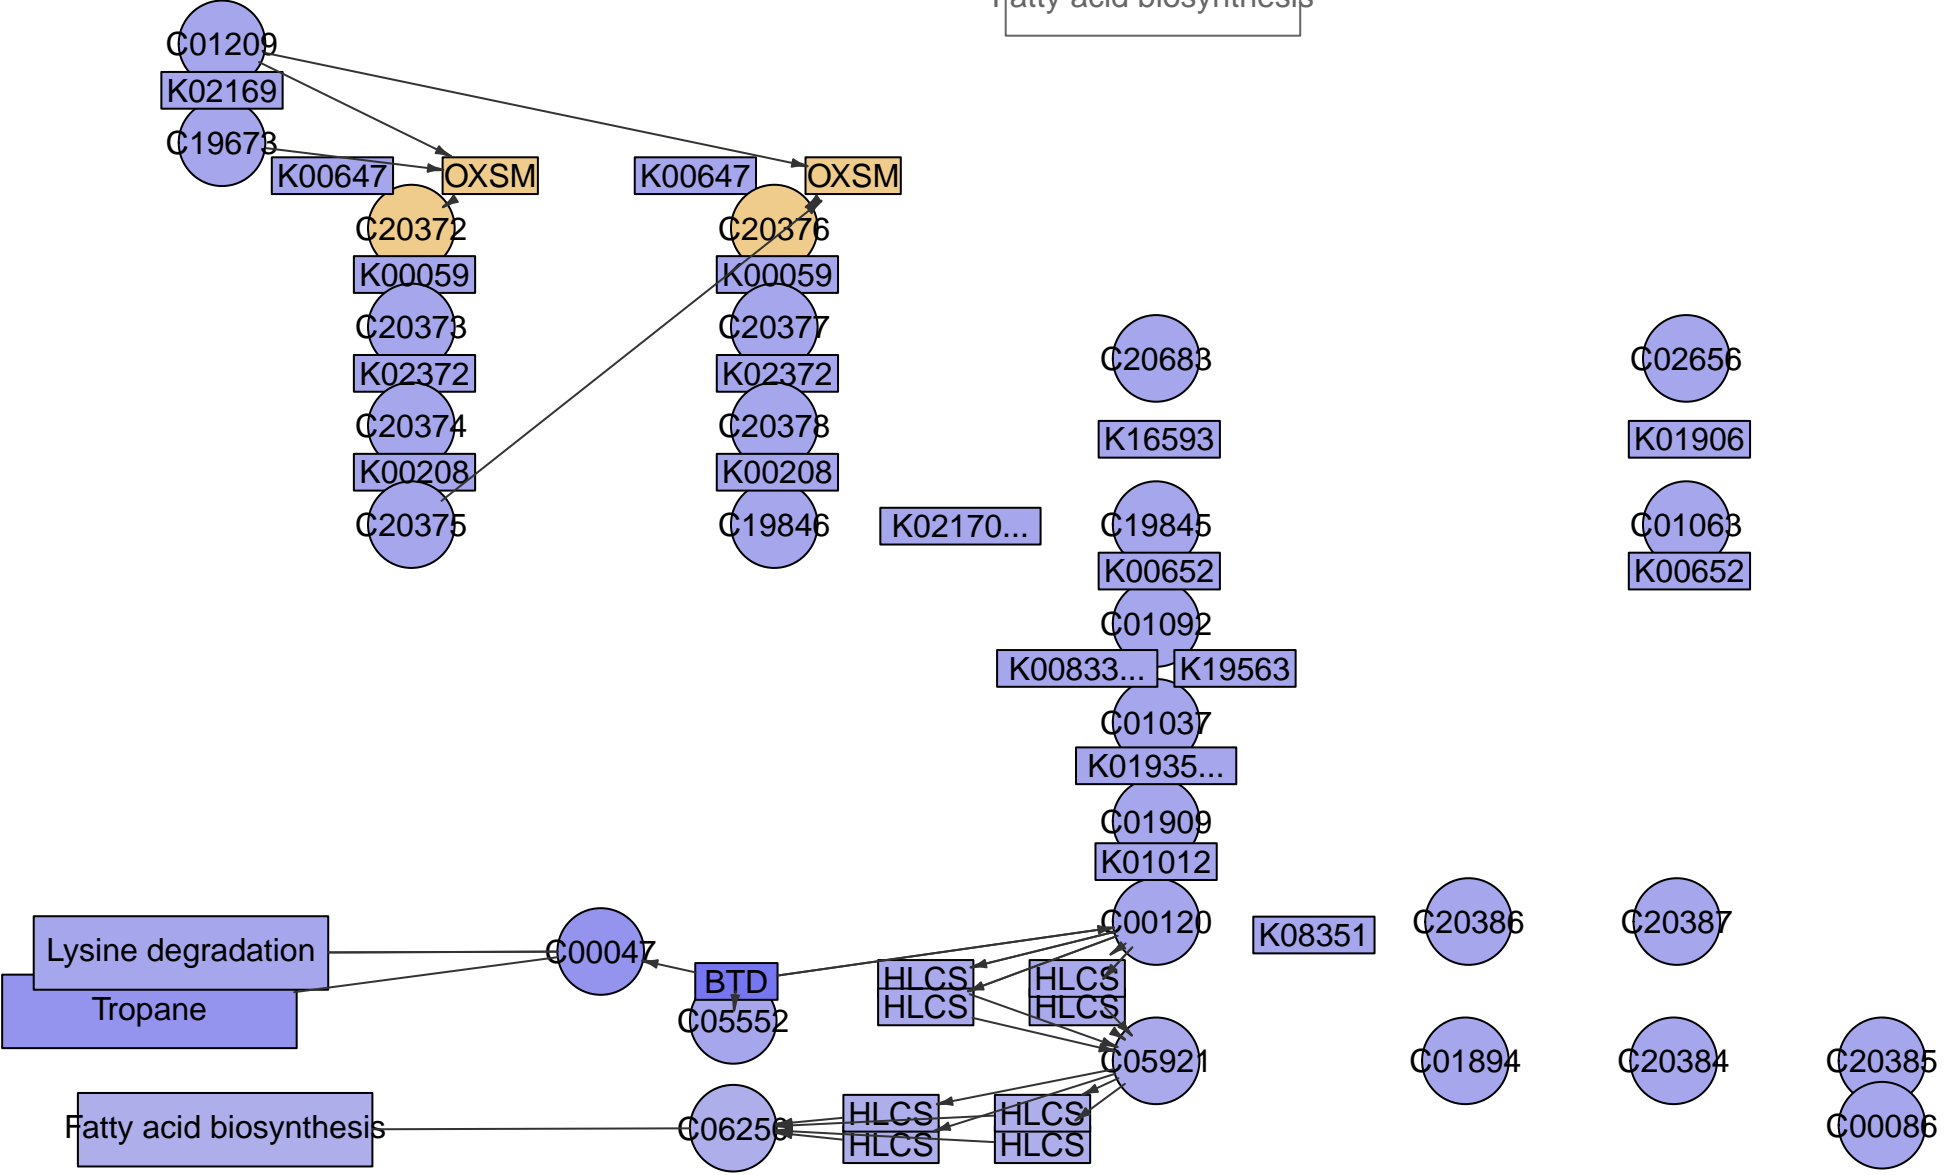 Fatty acid biosynthesis
C01209
K02169
C19673
K00647
OXSM
K00647
OXSM
C20372
C20376
K00059
K00059
C20373
C20377
C20683
C02656
K02372
K02372
C20374
C20378
K16593
K01906
K00208
K00208
C20375
C19846
K02170...
C19845
C01063
K00652
K00652
C01092
K00833...
K19563
C01037
K01935...
C01909
K01012
C00120
K08351
C20386
C20387
Lysine degradation
C00047
BTD
HLCS
HLCS
Tropane
C05552
HLCS
HLCS
C05921
C01894
C20384
C20385
Fatty acid biosynthesis
C06250
HLCS
HLCS
C00086
HLCS
HLCS